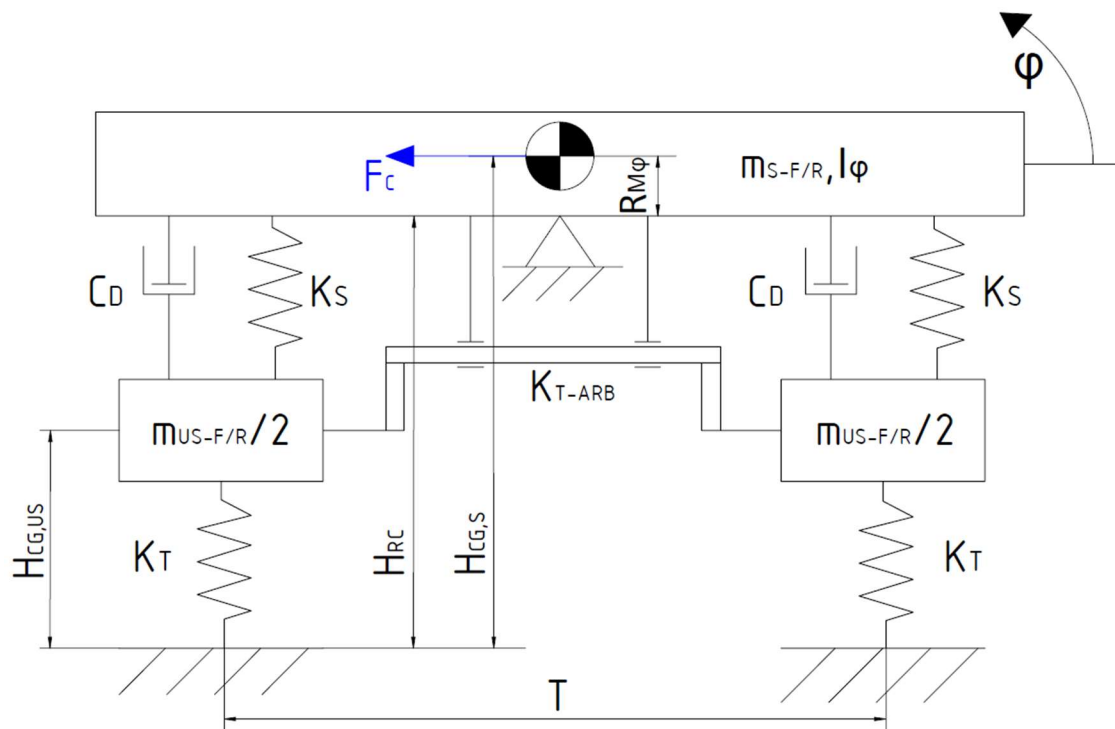 φ
FC
RMφ
mS-F/R, Iφ
CD
KS
CD
KS
KT-ARB
mUS-F/R/2
mUS-F/R/2
HCG,US
KT
HRC
HCG,S
KT
T